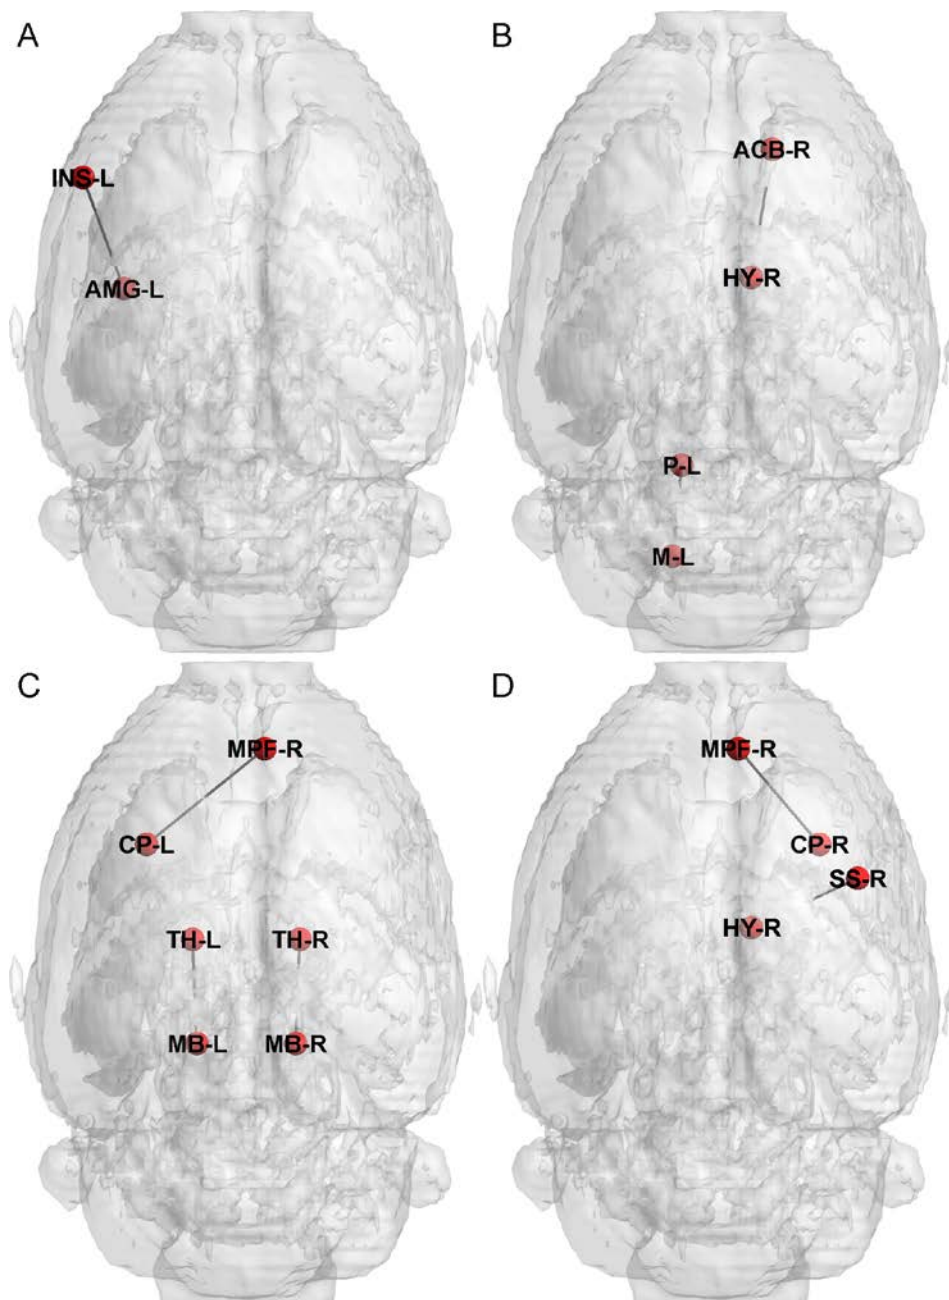 A
INS-L
AMG-L
B
ACB-R
HY-R
P-L
M-L
C
MPF-R
CP-L
TH-L TH-R
MB-L MB-R
D
MPF-R
CP-R
SS-R
HY-R